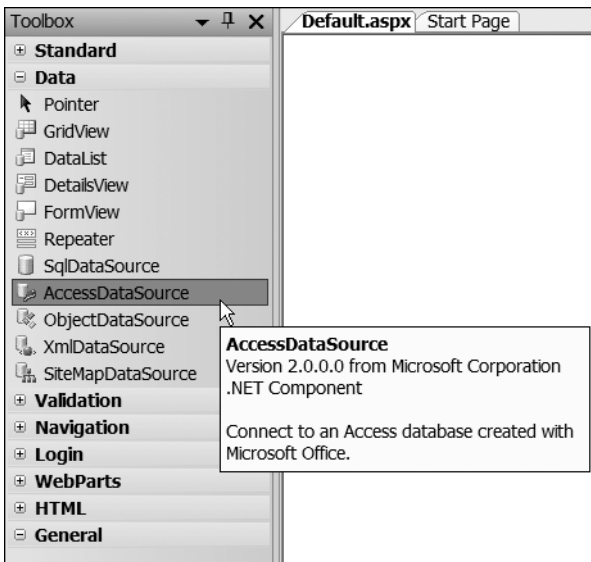 Toolbox
Default.aspx
Start Page
Standard
Data
Pointer
GridView
DataList
DetailsView
FormView
Repeater
SqlDataSource
AccessDataSource
ObjectDataSource
XmlDataSource
SiteMapDataSource
Validation
Navigation
Login
WebParts
HTML
General
AccessDataSource
Version 2.0.0.0 from Microsoft Corporation
.NET Component
Connect to an Access database created with
Microsoft Office.